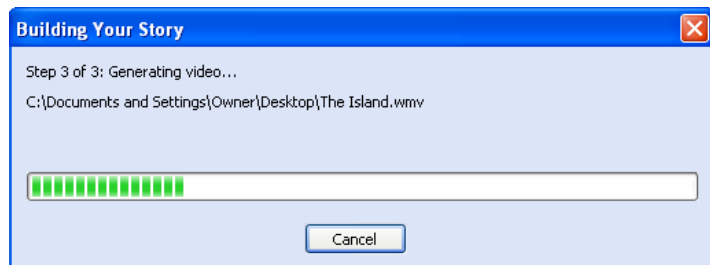 Building Your Story
Step 3 of 3: Generating video...
C:\Documents and Settings\Owner\Desktop\The Island.wmv
Cancel